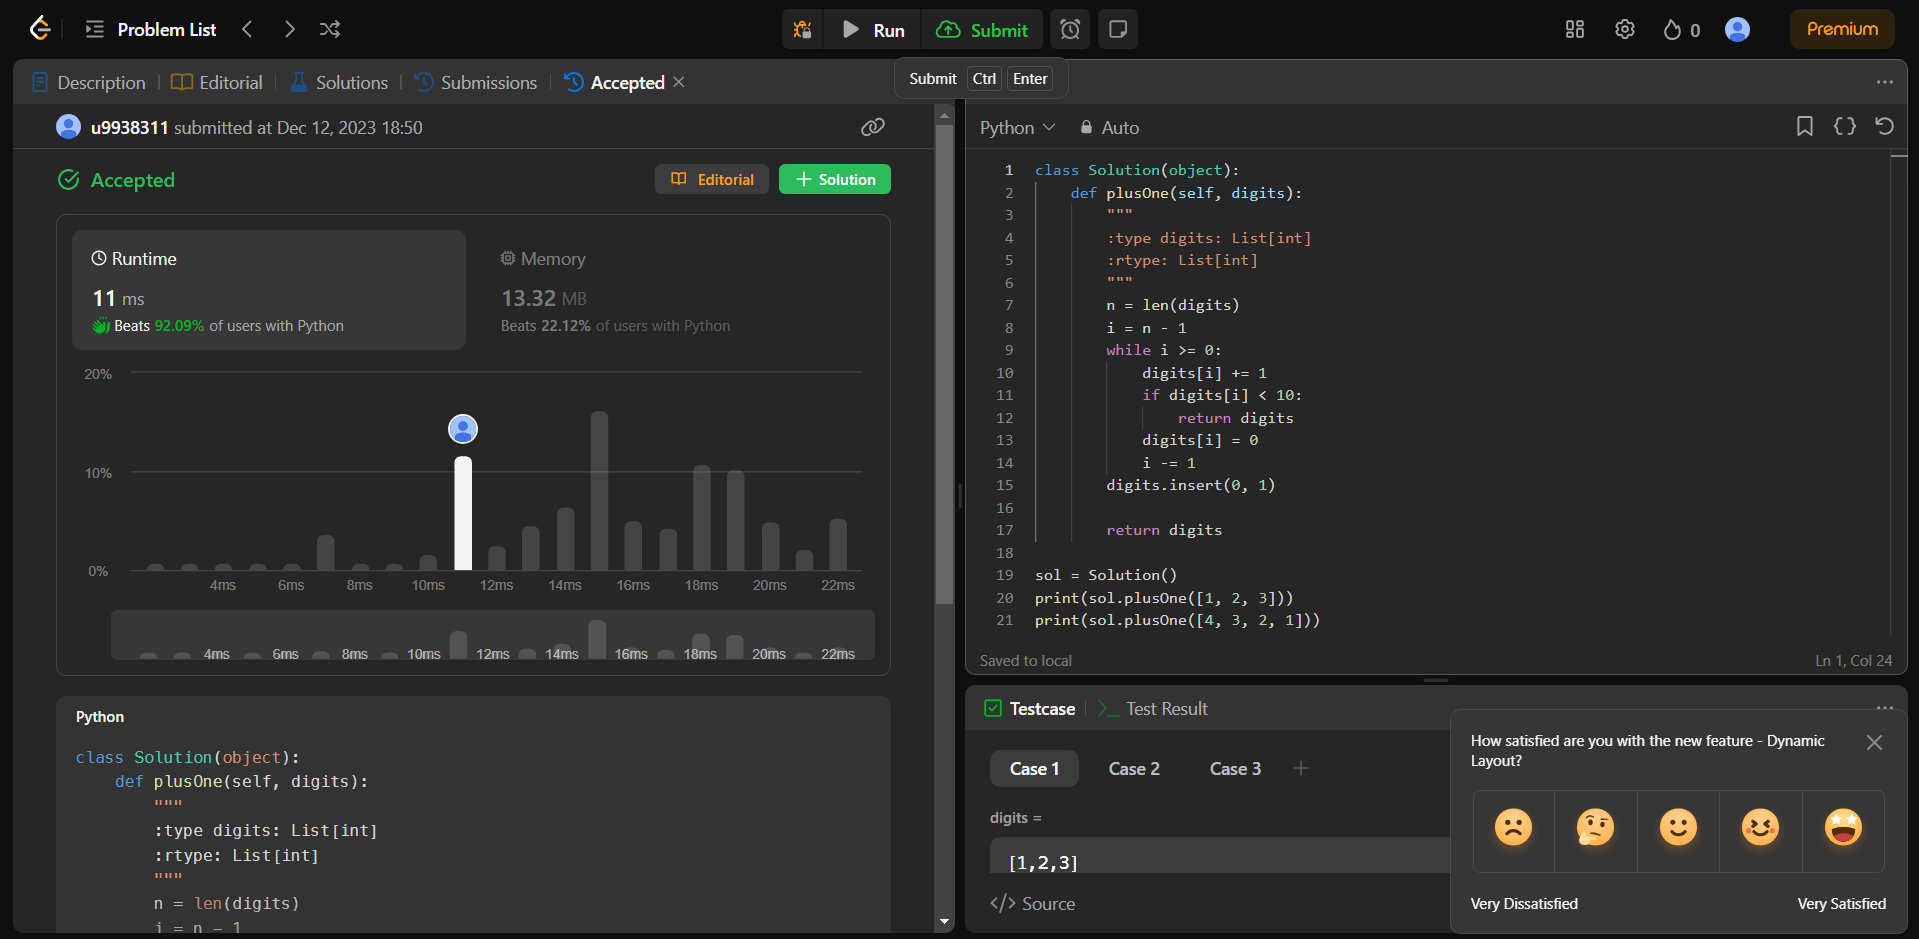 Problem List
Run
Submit
0
Premium
Description
Editorial
Solutions
Submissions
Accepted
Submit Ctrl Enter
u9938311 submitted at Dec 12, 2023 18:50
Accepted
Editorial
Solution
Runtime
11 ms
Beats 92.09% of users with Python
Memory
13.32 MB
Beats 22.12% of users with Python
20%
10%
0%
4ms 6ms 8ms 10ms 12ms 14ms 16ms 18ms 20ms 22ms
4ms 6ms 8ms 10ms 12ms 14ms 16ms 18ms 20ms 22ms
Python
class Solution(object):
    def plusOne(self, digits):
        """
        :type digits: List[int]
        :rtype: List[int]
        """
        n = len(digits)
        i = n - 1
Python
Auto
1 class Solution(object):
2     def plusOne(self, digits):
3         """
4         :type digits: List[int]
5         :rtype: List[int]
6         """
7         n = len(digits)
8         i = n - 1
9         while i >= 0:
10             digits[i] += 1
11             if digits[i] < 10:
12                 return digits
13             digits[i] = 0
14             i -= 1
15         digits.insert(0, 1)
16
17         return digits
18
19 sol = Solution()
20 print(sol.plusOne([1, 2, 3]))
21 print(sol.plusOne([4, 3, 2, 1]))
Saved to local
Ln 1, Col 24
Testcase
Test Result
Case 1
Case 2
Case 3
digits =
[1,2,3]
Source
How satisfied are you with the new feature - Dynamic
Layout?
Very Dissatisfied
Very Satisfied